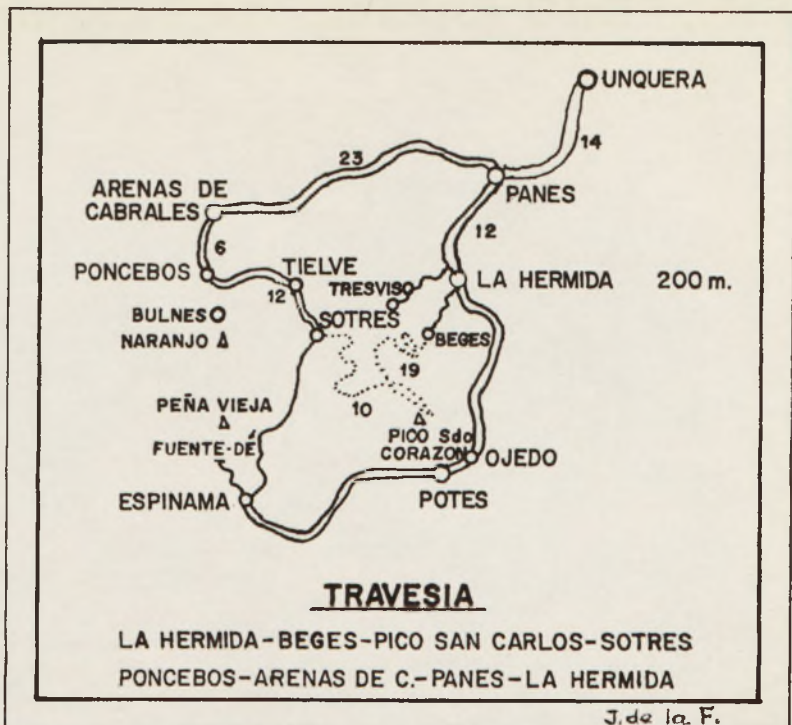 UNQUERA
14
23
PANES
ARENAS DE
CABRALES
12
6
PONCEBOS
TIELVE
LA HERMIDA 200 m.
TRESVISO
12
BULNES
SOTRES
NARANJO
BEGES
19
10
PEÑA VIEJA
PICO Sdo
CORAZON
FUENTE-DÉ
OJEDO
ESPINAMA
POTES
TRAVESIA
LA HERMIDA-BEGES-PICO SAN CARLOS-SOTRES
PONCEBOS-ARENAS DE C.-PANES-LA HERMIDA
J. de la F.